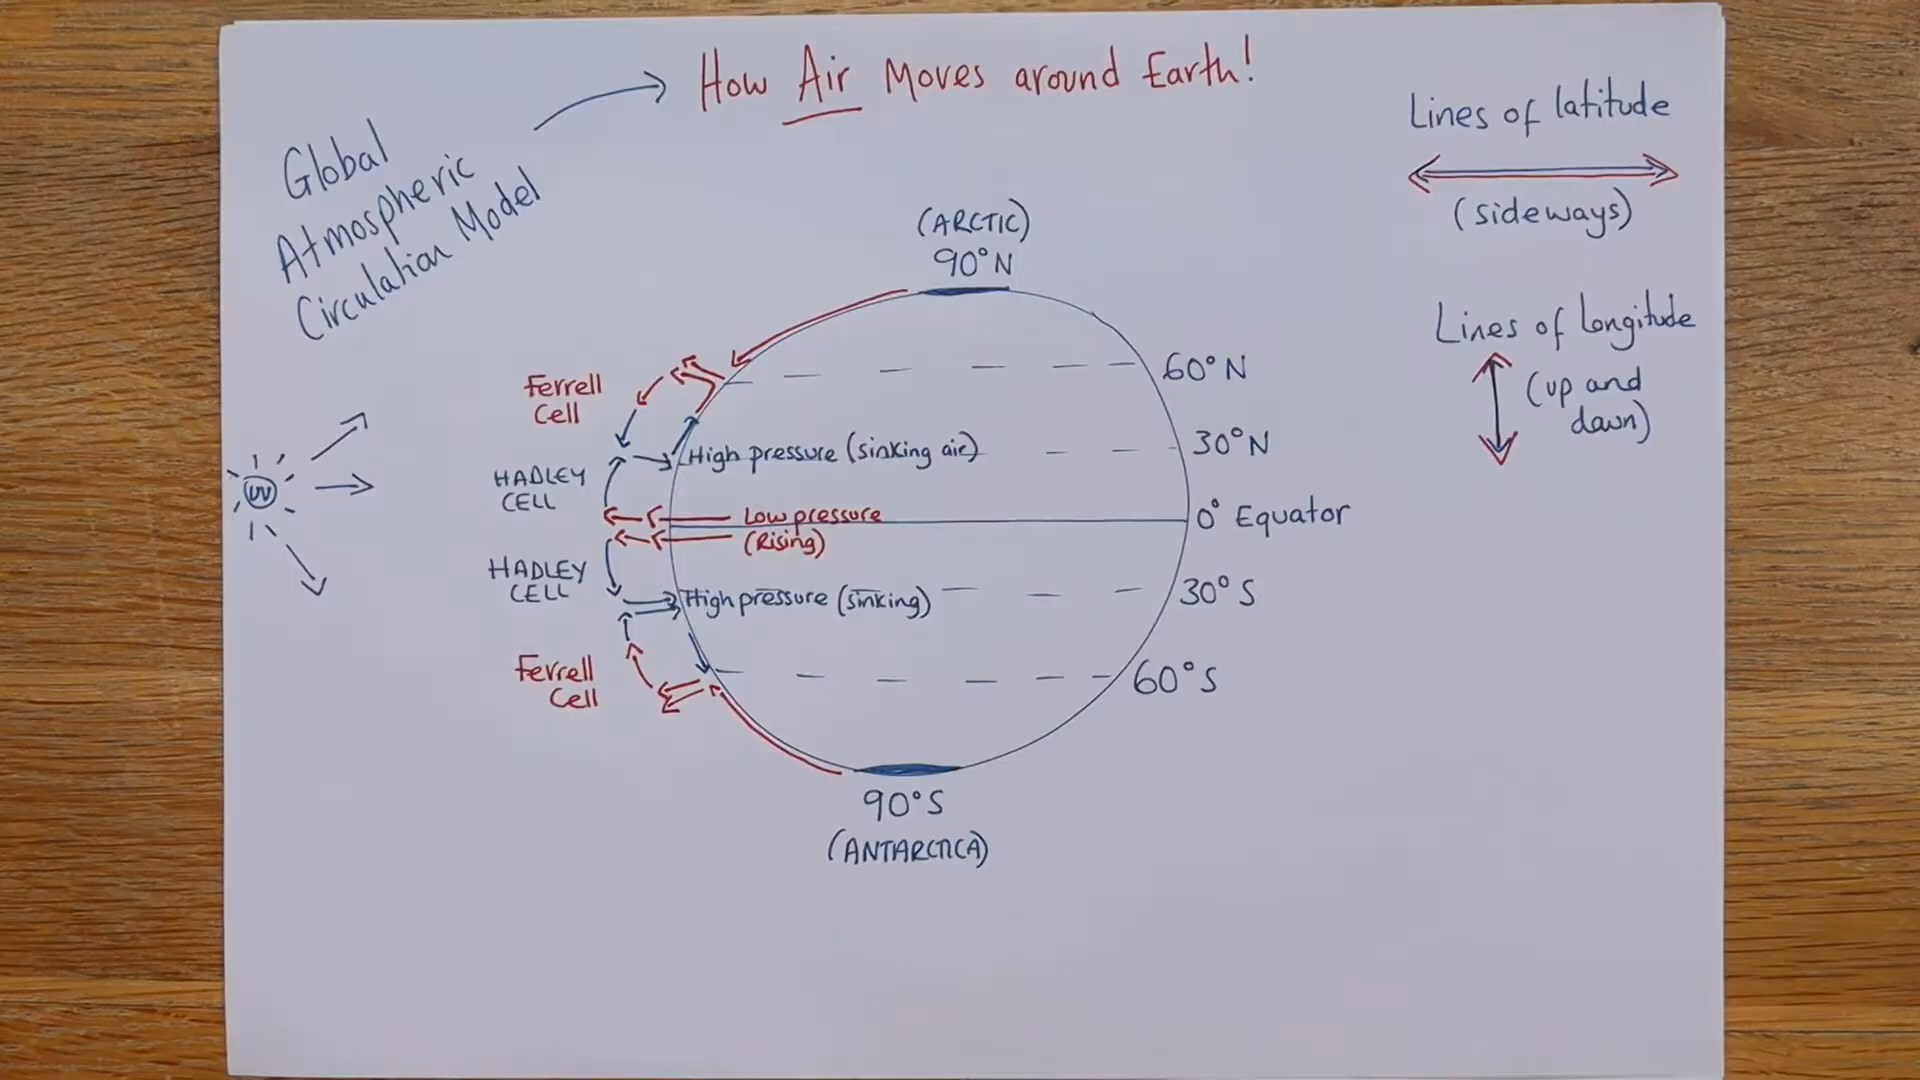 How Air Moves around Earth!
Global
Atmospheric
Circulation Model
Lines of latitude
(sideways)
Lines of longitude
(up and
down)
(ARCTIC)
90°N
60°N
Ferrell
Cell
30°N
High pressure (sinking air)
HADLEY
CELL
UV
Low pressure
(Rising)
0° Equator
HADLEY
CELL
High pressure (sinking)
30°S
Ferrell
Cell
60°S
90°S
(ANTARCTICA)